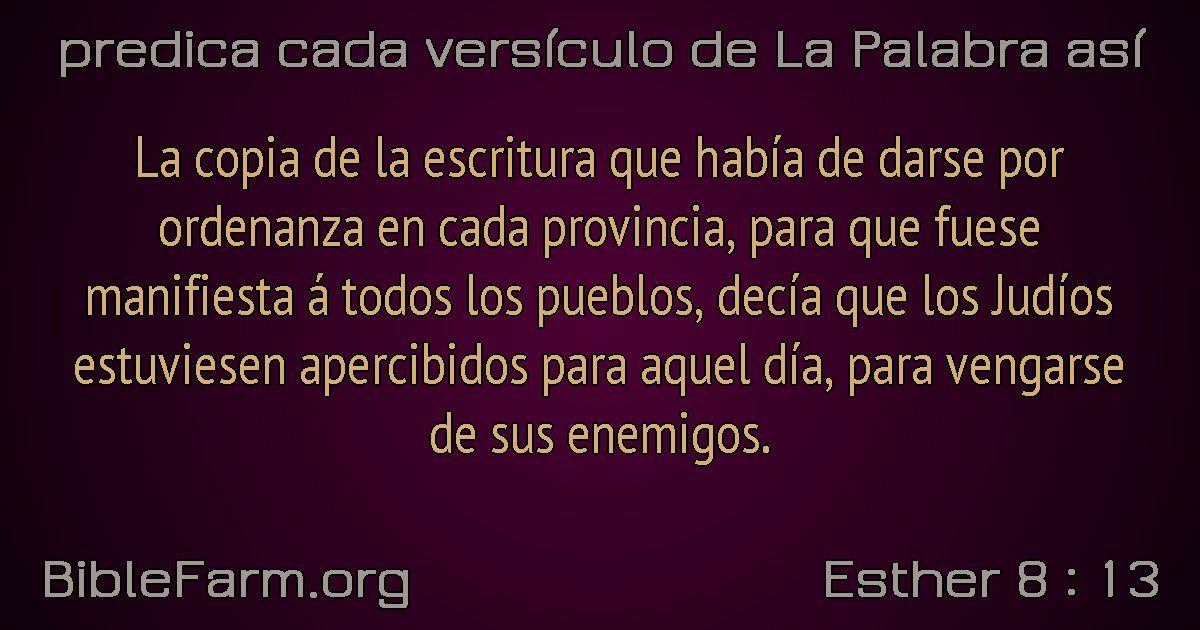 predica cada versículo de La Palabra así
La copia de la escritura que había de darse por
ordenanza en cada provincia, para que fuese
manifiesta á todos los pueblos, decía que los Judíos
estuviesen apercibidos para aquel día, para vengarse
de sus enemigos.
BibleFarm.org
Esther 8 : 13